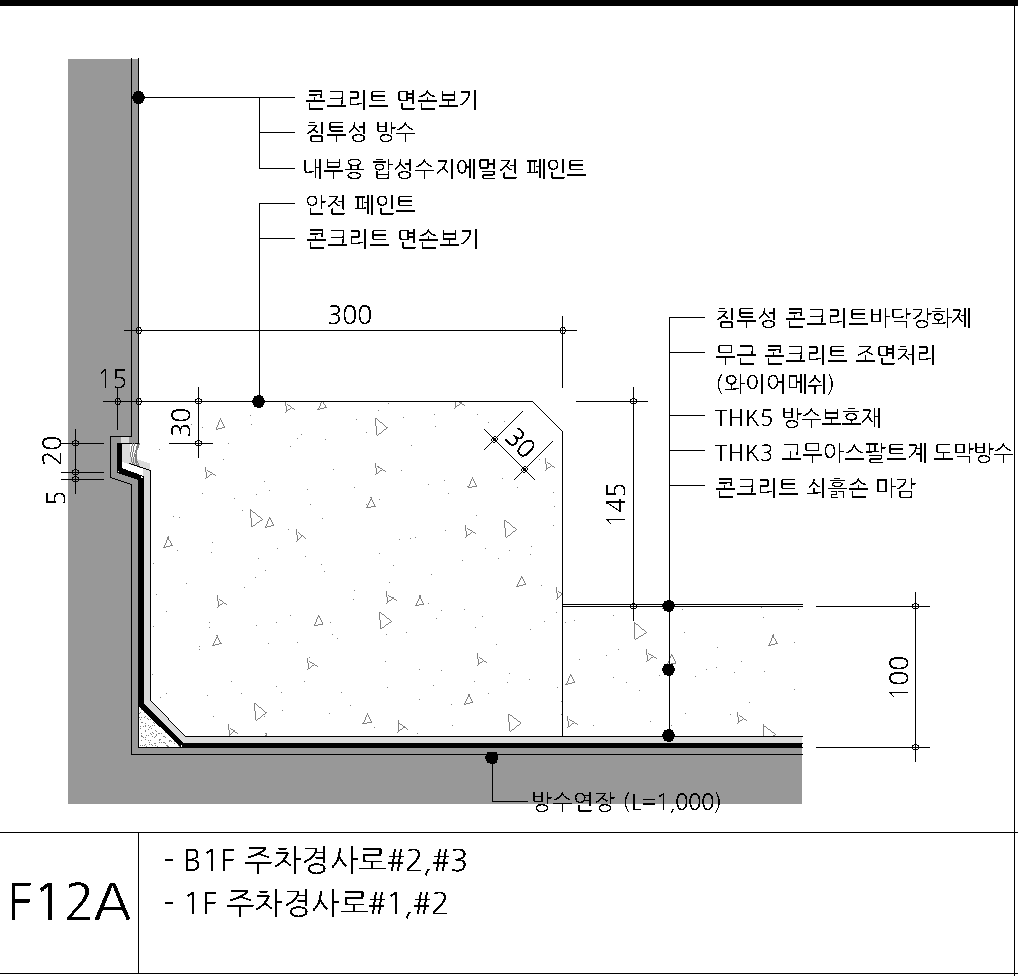 콘크리트 면손보기
침투성 방수
내부용 합성수지에멀전 페인트
안전 페인트
콘크리트 면손보기
300
침투성 콘크리트바닥강화제
무근 콘크리트 조면처리
(와이어메쉬)
THK5 방수보호재
THK3 고무아스팔트계 도막방수
콘크리트 쇠흙손 마감
15
30
30
20
5
145
100
방수연장 (L=1,000)
F12A
- B1F 주차경사로#2,#3
- 1F 주차경사로#1,#2